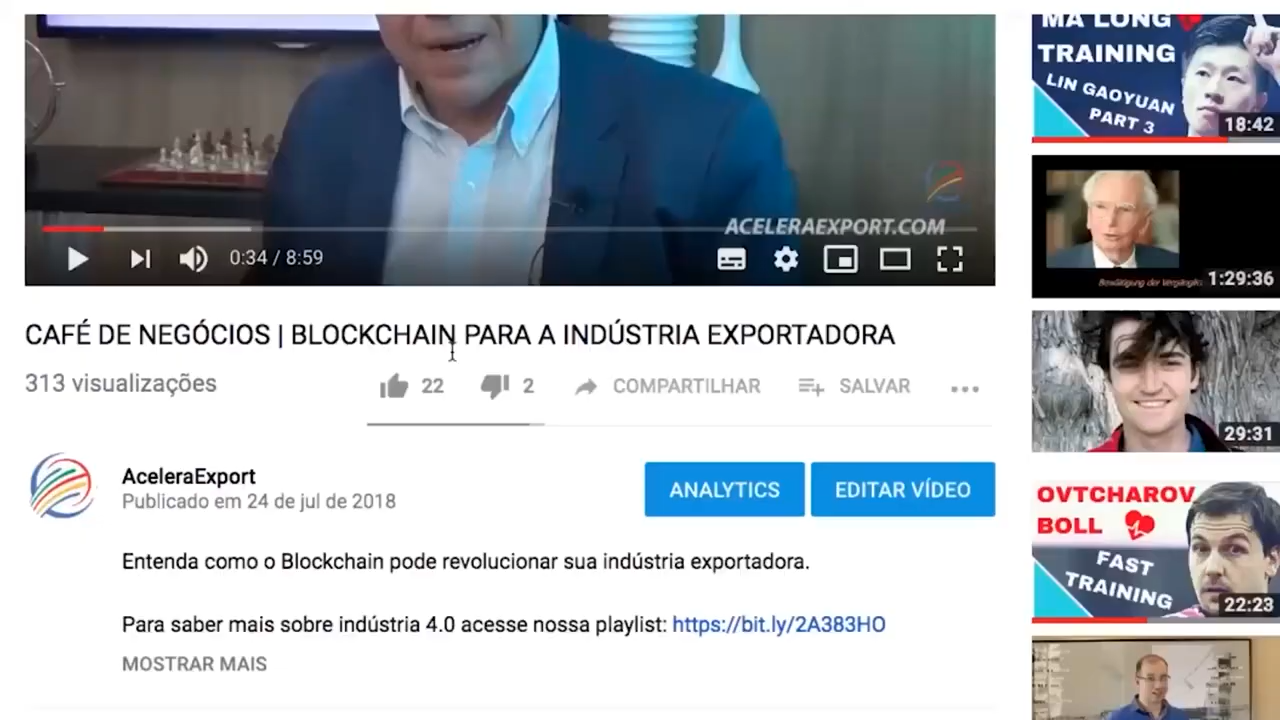 ACELERAEXPORT.COM
0:34 / 8:59
CAFÉ DE NEGÓCIOS | BLOCKCHAIN PARA A INDÚSTRIA EXPORTADORA
313 visualizações
22
2
COMPARTILHAR
SALVAR
AceleraExport
Publicado em 24 de jul de 2018
ANALYTICS
EDITAR VÍDEO
Entenda como o Blockchain pode revolucionar sua indústria exportadora.
Para saber mais sobre indústria 4.0 acesse nossa playlist: https://bit.ly/2A383HO
MOSTRAR MAIS
MA LONG
TRAINING
LIN GAOYUAN
PART 3
18:42
Bewältigung der
1:29:36
29:31
OVTCHAROV
BOLL
FAST
TRAINING
22:23